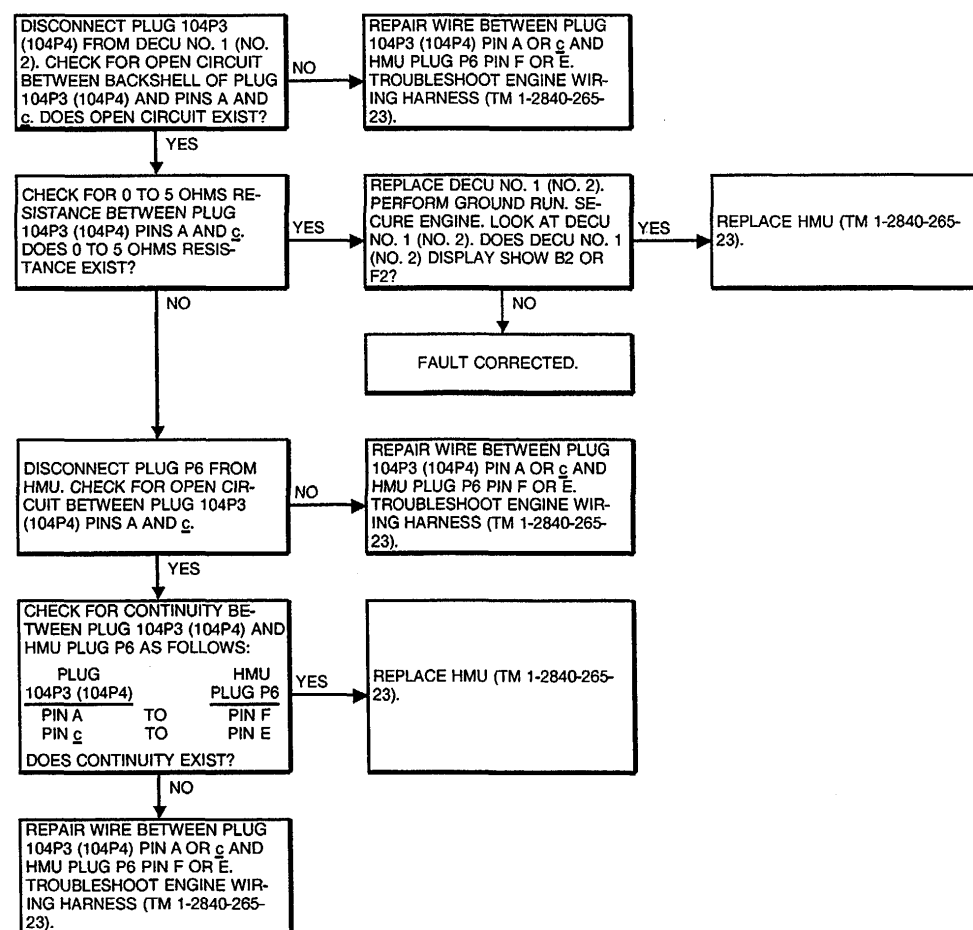 DISCONNECT PLUG 104P3
(104P4) FROM DECU NO. 1 (NO.
2). CHECK FOR OPEN CIRCUIT
BETWEEN BACKSHELL OF PLUG
104P3 (104P4) AND PINS A AND
c. DOES OPEN CIRCUIT EXIST?
NO
REPAIR WIRE BETWEEN PLUG
104P3 (104P4) PIN A OR c AND
HMU PLUG P6 PIN F OR E.
TROUBLESHOOT ENGINE WIR-
ING HARNESS (TM 1-2840-265-
23).
YES
CHECK FOR 0 TO 5 OHMS RE-
SISTANCE BETWEEN PLUG
104P3 (104P4) PINS A AND c.
DOES 0 TO 5 OHMS RESIS-
TANCE EXIST?
YES
REPLACE DECU NO. 1 (NO. 2).
PERFORM GROUND RUN. SE-
CURE ENGINE. LOOK AT DECU
NO. 1 (NO. 2). DOES DECU NO. 1
(NO. 2) DISPLAY SHOW B2 OR
F2?
YES
REPLACE HMU (TM 1-2840-265-
23).
NO
NO
FAULT CORRECTED.
DISCONNECT PLUG P6 FROM
HMU. CHECK FOR OPEN CIR-
CUIT BETWEEN PLUG 104P3
(104P4) PINS A AND c.
NO
REPAIR WIRE BETWEEN PLUG
104P3 (104P4) PIN A OR c AND
HMU PLUG P6 PIN F OR E.
TROUBLESHOOT ENGINE WIR-
ING HARNESS (TM 1-2840-265-
23).
YES
CHECK FOR CONTINUITY BE-
TWEEN PLUG 104P3 (104P4) AND
HMU PLUG P6 AS FOLLOWS:
PLUG HMU
104P3 (104P4) PLUG P6
PIN A TO PIN F
PIN c TO PIN E
DOES CONTINUITY EXIST?
YES
REPLACE HMU (TM 1-2840-265-
23).
NO
REPAIR WIRE BETWEEN PLUG
104P3 (104P4) PIN A OR c AND
HMU PLUG P6 PIN F OR E.
TROUBLESHOOT ENGINE WIR-
ING HARNESS (TM 1-2840-265-
23).